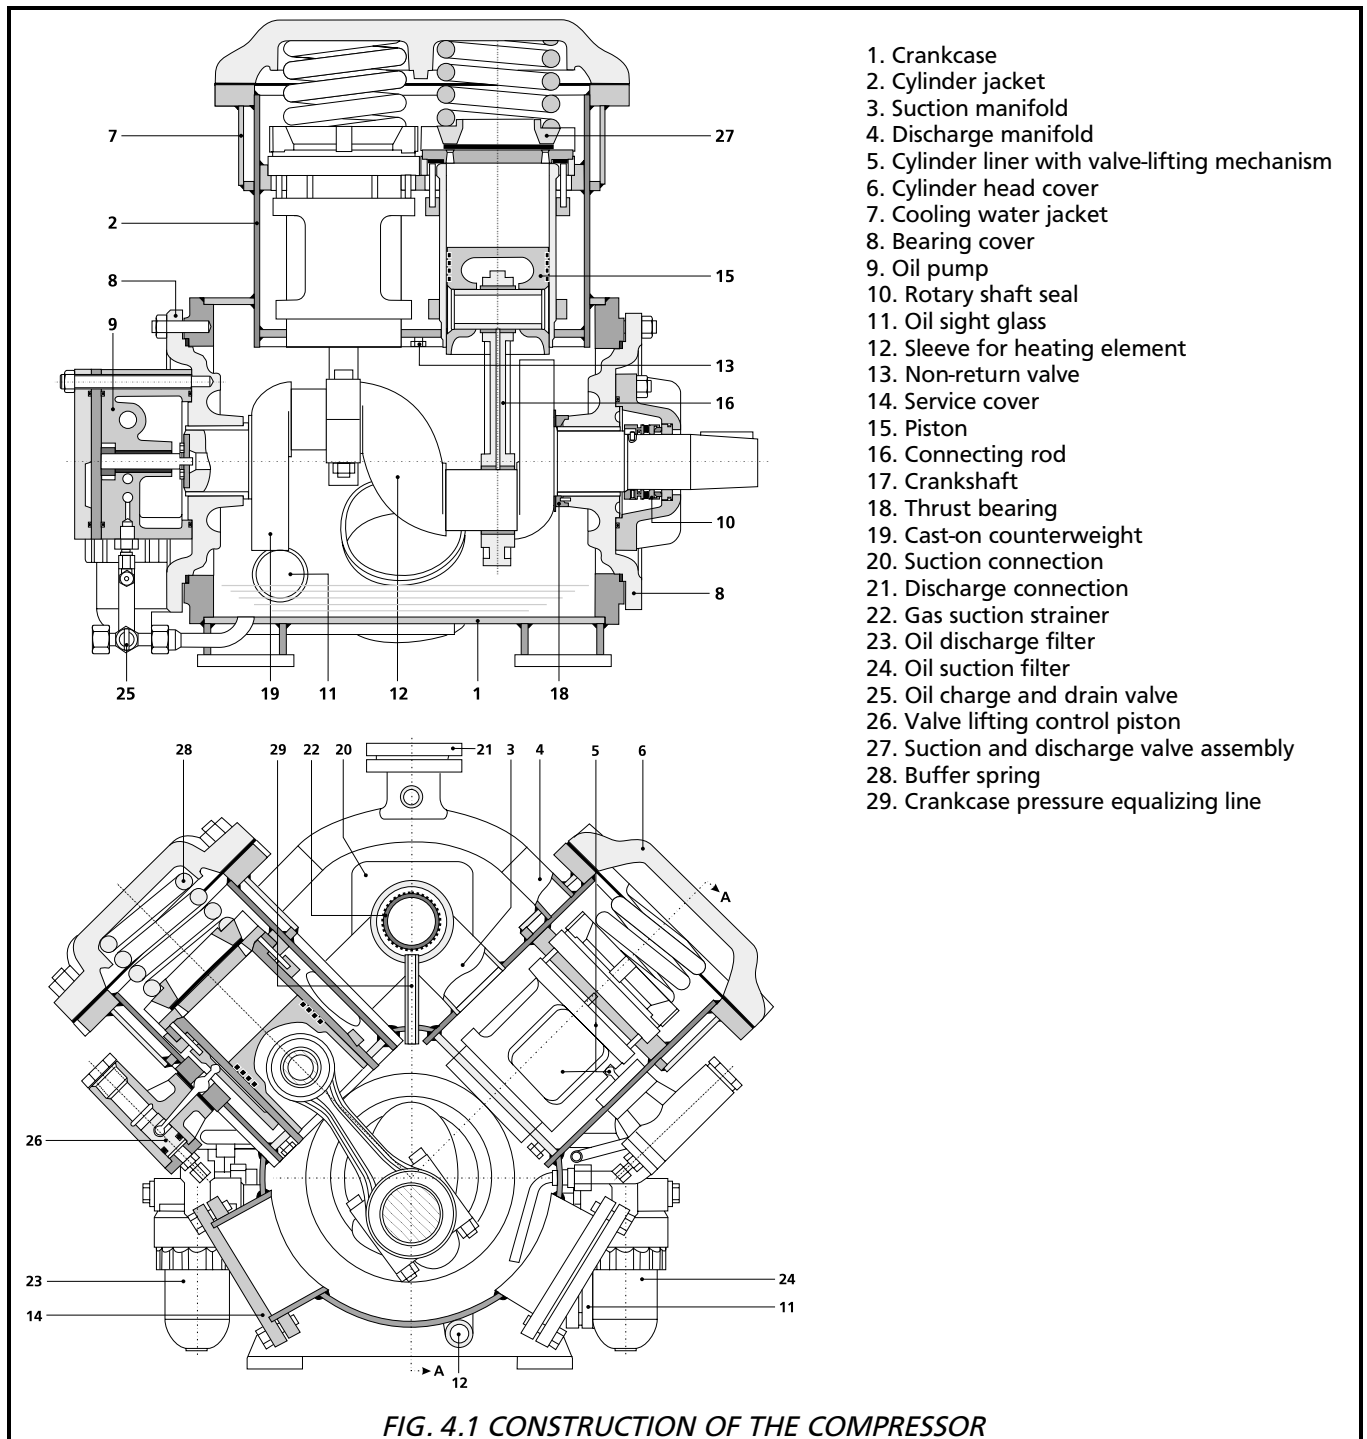 1. Crankcase
2. Cylinder jacket
3. Suction manifold
4. Discharge manifold
5. Cylinder liner with valve-lifting mechanism
6. Cylinder head cover
7. Cooling water jacket
8. Bearing cover
9. Oil pump
10. Rotary shaft seal
11. Oil sight glass
12. Sleeve for heating element
13. Non-return valve
14. Service cover
15. Piston
16. Connecting rod
17. Crankshaft
18. Thrust bearing
19. Cast-on counterweight
20. Suction connection
21. Discharge connection
22. Gas suction strainer
23. Oil discharge filter
24. Oil suction filter
25. Oil charge and drain valve
26. Valve lifting control piston
27. Suction and discharge valve assembly
28. Buffer spring
29. Crankcase pressure equalizing line
7
27
2
8
15
9
13
16
10
8
25
19
11
12
1
18
28
29
22
20
21
3
4
5
6
A
26
23
24
14
11
A
12
FIG. 4.1 CONSTRUCTION OF THE COMPRESSOR